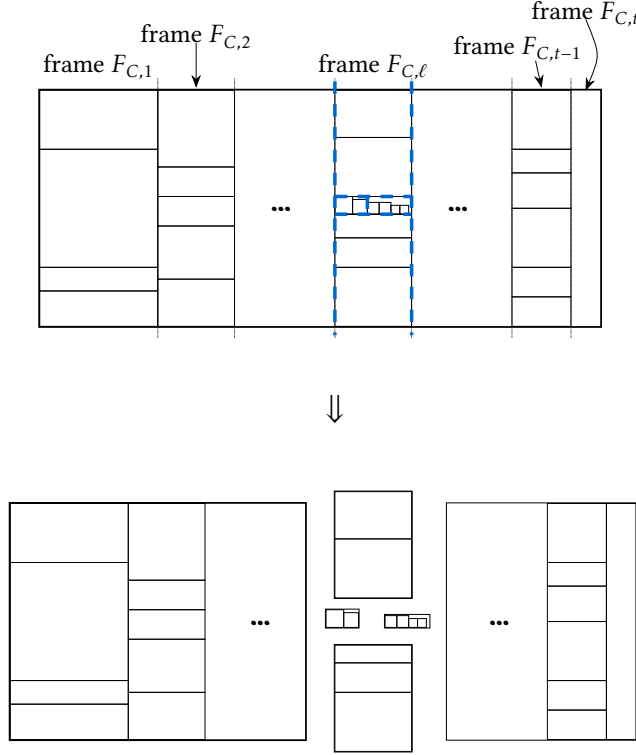 frame F_{C,t}
frame F_{C,2}
frame F_{C,t−1}
frame F_{C,1}
frame F_{C,ℓ}
... ...
⇓
... ...